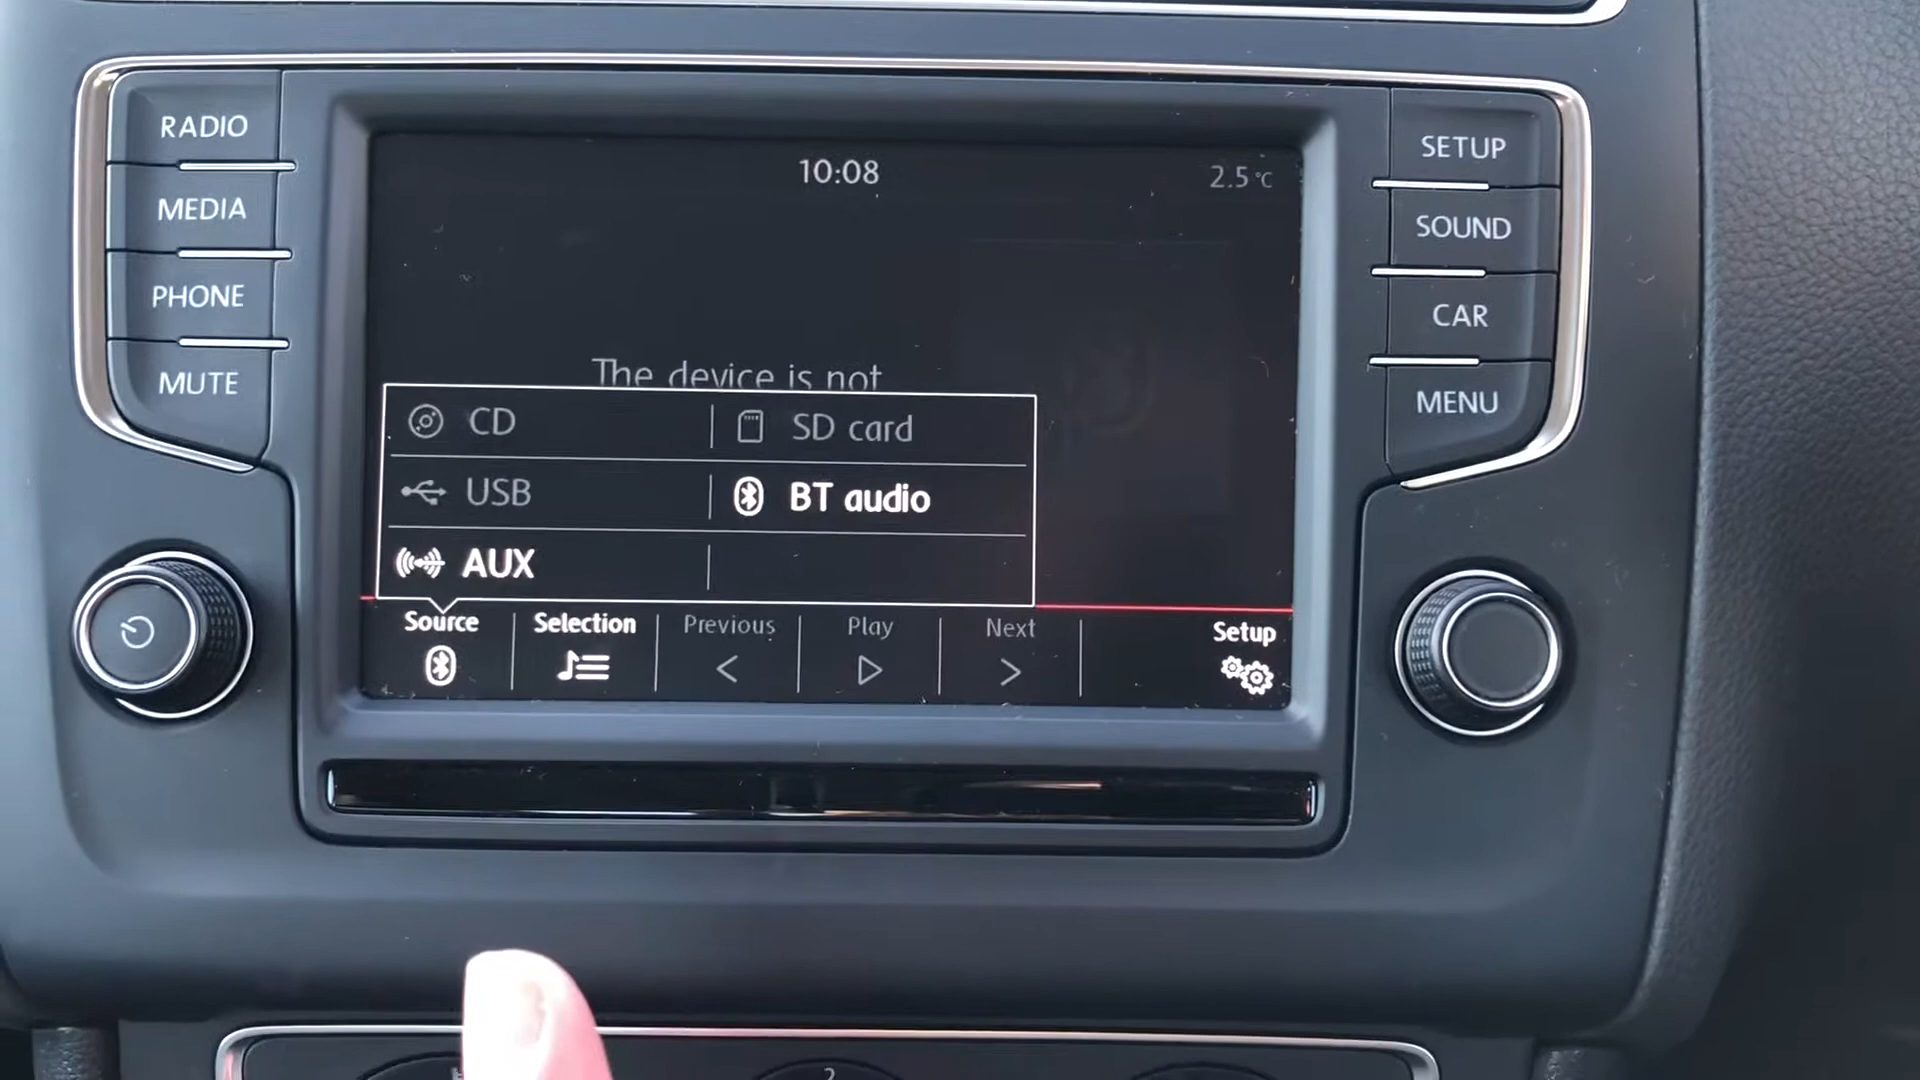 RADIO
MEDIA
PHONE
MUTE
10:08
2.5 °C
The device is not
CD
SD card
USB
BT audio
AUX
Source
Selection
Previous
Play
Next
Setup
SETUP
SOUND
CAR
MENU
2